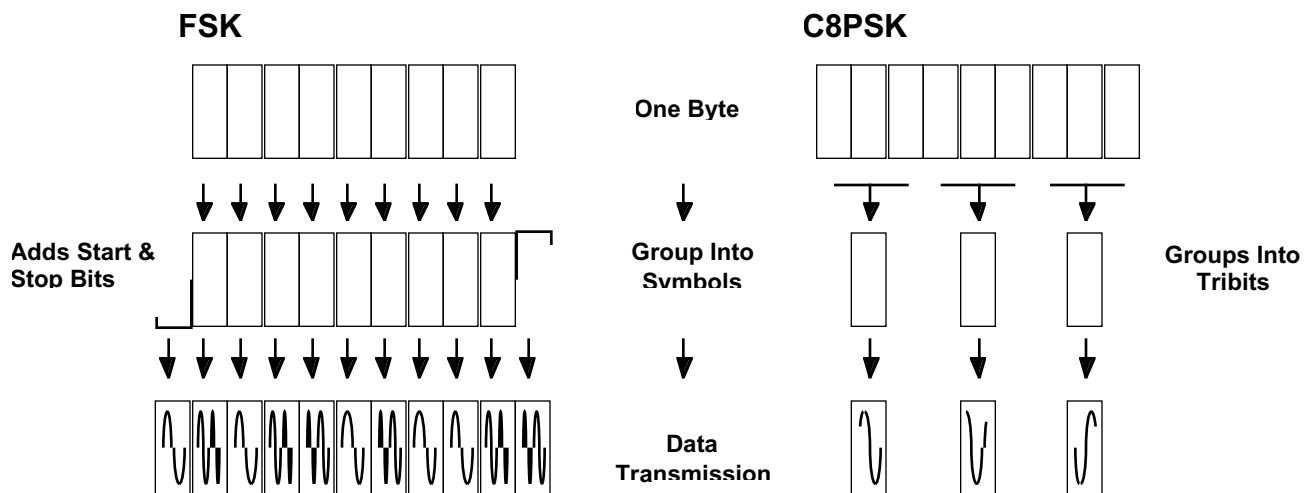 FSK
C8PSK
One Byte
Adds Start &
Stop Bits
Group Into
Symbols
Groups Into
Tribits
Data
Transmission